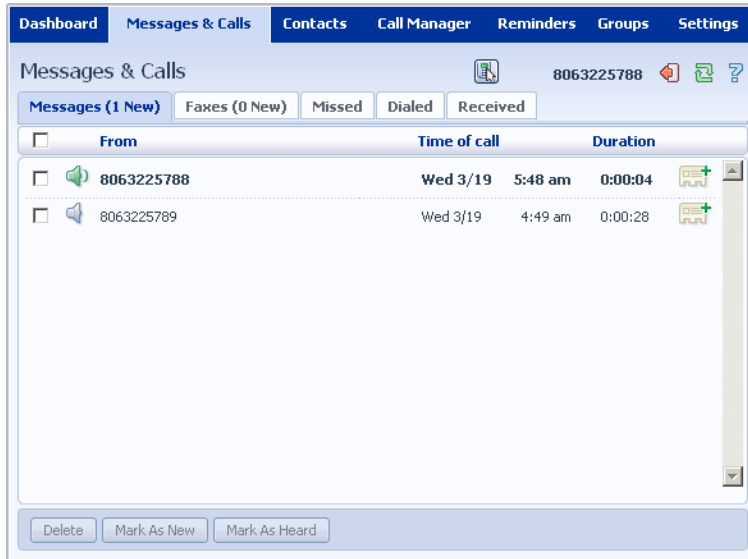 Dashboard Messages & Calls Contacts Call Manager Reminders Groups Settings
Messages & Calls 8063225788
Messages (1 New) Faxes (0 New) Missed Dialed Received
From Time of call Duration
8063225788 Wed 3/19 5:48 am 0:00:04
8063225789 Wed 3/19 4:49 am 0:00:28
Delete Mark As New Mark As Heard